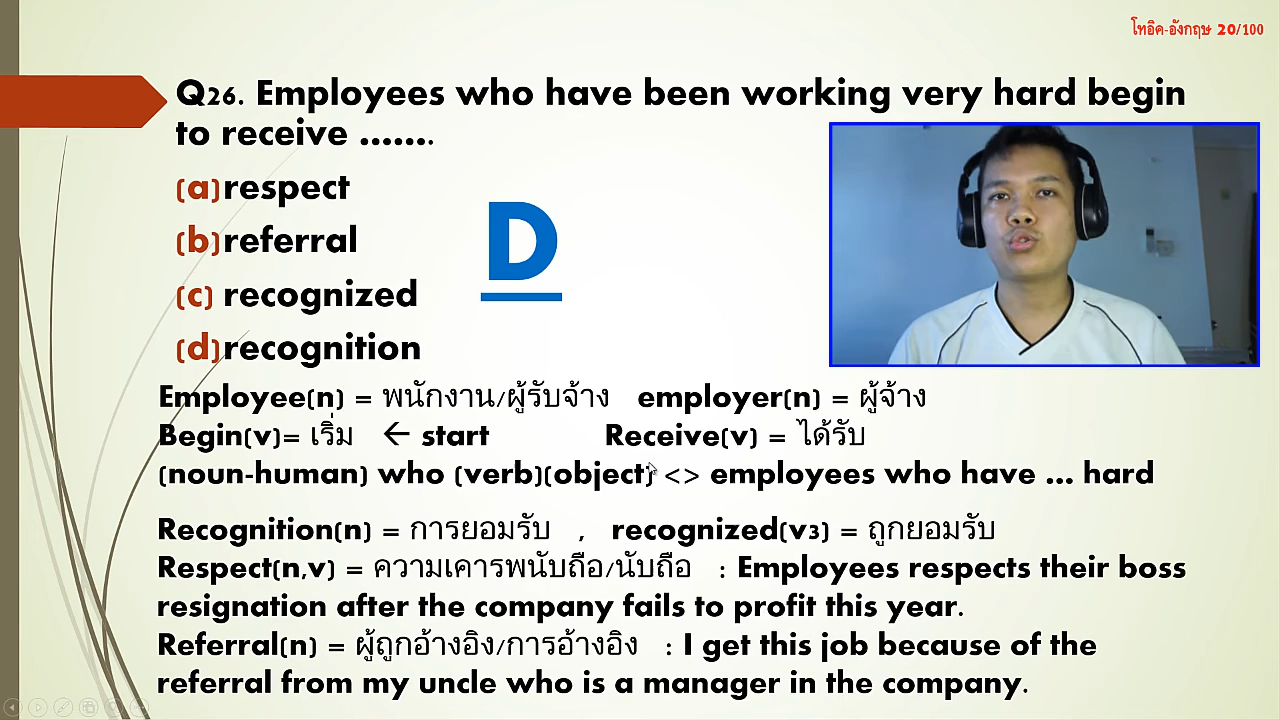 โทอิค-อังกฤษ 20/100
Q26. Employees who have been working very hard begin
to receive .......
(a)respect
(b)referral
(c) recognized
(d)recognition
D
Employee(n) = พนักงาน/ผู้รับจ้าง employer(n) = ผู้จ้าง
Begin(v)= เริ่ม ← start Receive(v) = ได้รับ
(noun-human) who (verb)(object) <> employees who have ... hard
Recognition(n) = การยอมรับ , recognized(v3) = ถูกยอมรับ
Respect(n,v) = ความเคารพนับถือ/นับถือ : Employees respects their boss
resignation after the company fails to profit this year.
Referral(n) = ผู้ถูกอ้างอิง/การอ้างอิง : I get this job because of the
referral from my uncle who is a manager in the company.